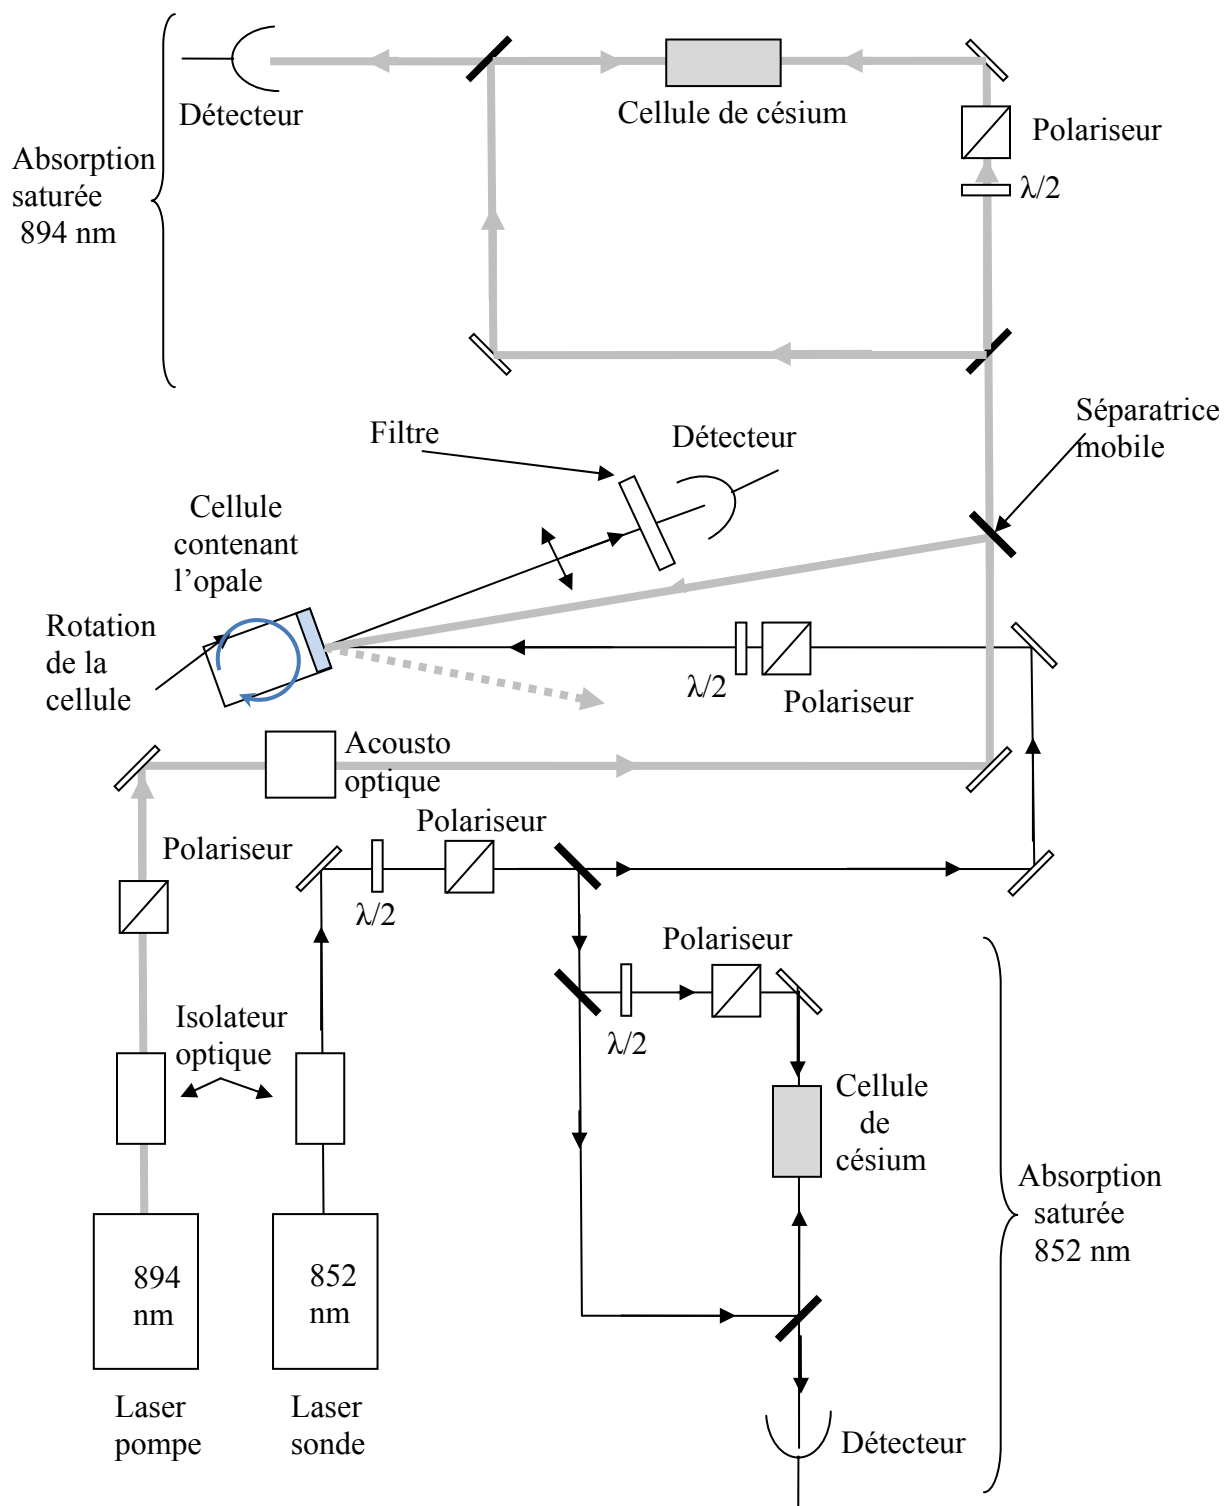 Détecteur
Cellule de césium
Polariseur
λ/2
Absorption
saturée
894 nm
Séparatrice
mobile
Filtre
Détecteur
Cellule
contenant
l’opale
Rotation
de la
cellule
λ/2
Polariseur
Acousto
optique
Polariseur
Polariseur
λ/2
Polariseur
λ/2
Isolateur
optique
Cellule
de
césium
Absorption
saturée
852 nm
894
nm
852
nm
Laser
pompe
Laser
sonde
Détecteur